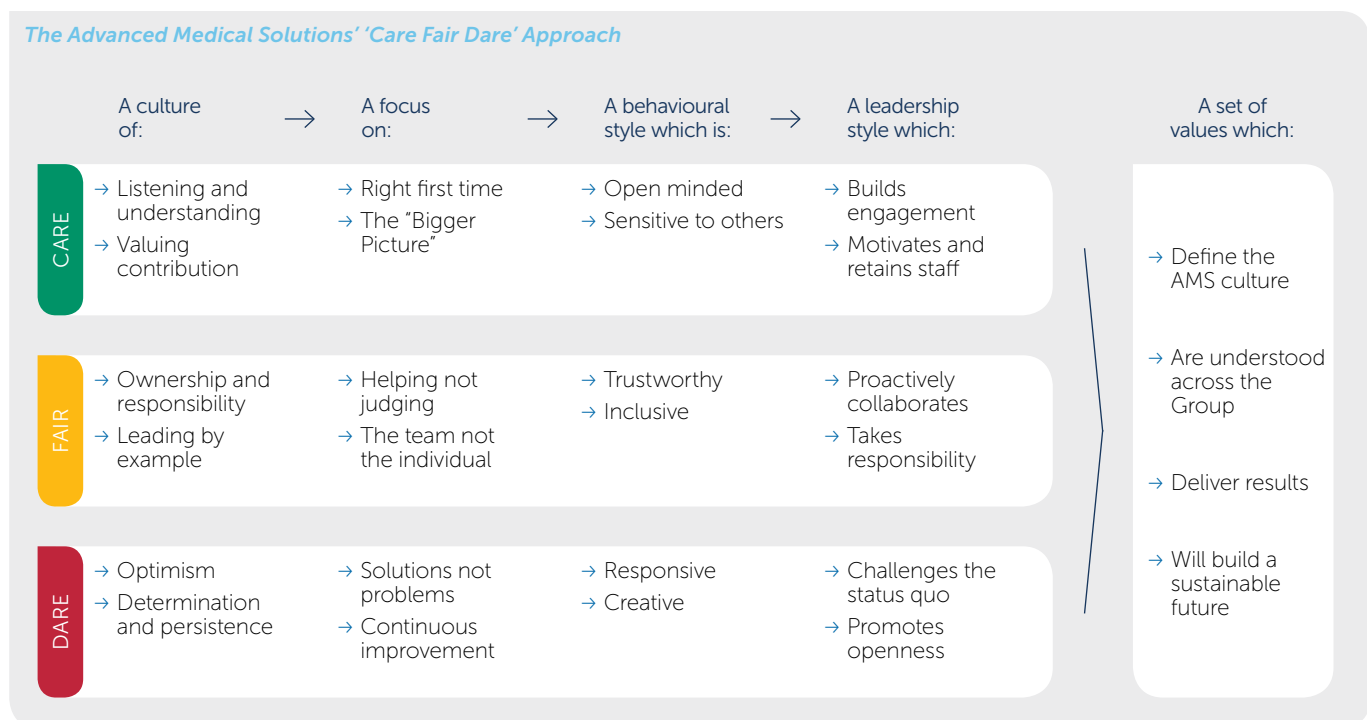 The Advanced Medical Solutions’ ‘Care Fair Dare’ Approach
A culture
of:
→
A focus
on:
→
A behavioural
style which is:
→
A leadership
style which:
A set of
values which:
CARE
→ Listening and
understanding
→ Valuing
contribution
→ Right first time
→ The “Bigger
Picture”
→ Open minded
→ Sensitive to others
→ Builds
engagement
→ Motivates and
retains staff
FAIR
→ Ownership and
responsibility
→ Leading by
example
→ Helping not
judging
→ The team not
the individual
→ Trustworthy
→ Inclusive
→ Proactively
collaborates
→ Takes
responsibility
DARE
→ Optimism
→ Determination
and persistence
→ Solutions not
problems
→ Continuous
improvement
→ Responsive
→ Creative
→ Challenges the
status quo
→ Promotes
openness
→ Define the
AMS culture
→ Are understood
across the
Group
→ Deliver results
→ Will build a
sustainable
future